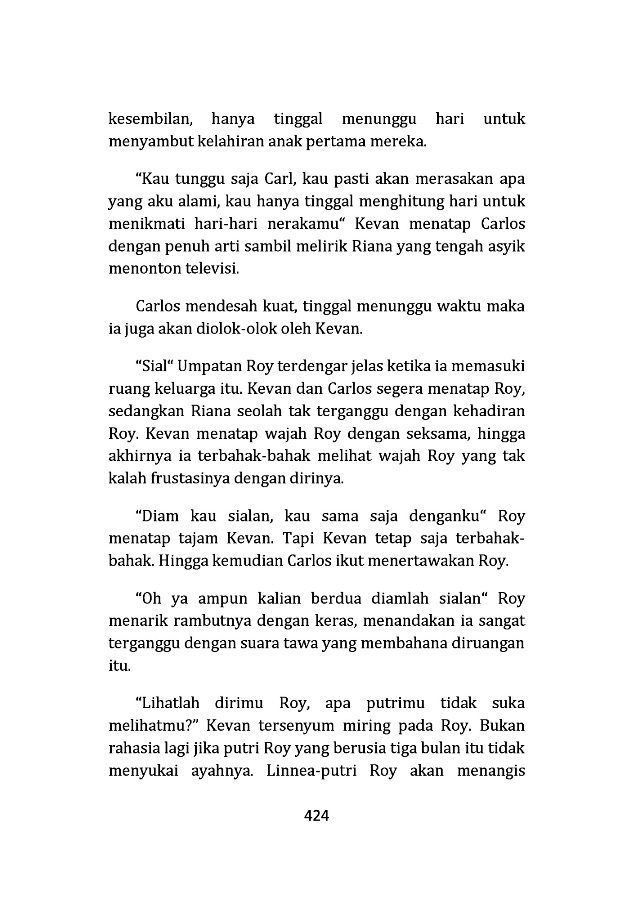 kesembilan, hanya tinggal menunggu hari untuk
menyambut kelahiran anak pertama mereka.
“Kau tunggu saja Carl, kau pasti akan merasakan apa
yang aku alami, kau hanya tinggal menghitung hari untuk
menikmati hari-hari nerakamu“ Kevan menatap Carlos
dengan penuh arti sambil melirik Riana yang tengah asyik
menonton televisi.
Carlos mendesah kuat, tinggal menunggu waktu maka
ia juga akan diolok-olok oleh Kevan.
“Sial“ Umpatan Roy terdengar jelas ketika ia memasuki
ruang keluarga itu. Kevan dan Carlos segera menatap Roy,
sedangkan Riana seolah tak terganggu dengan kehadiran
Roy. Kevan menatap wajah Roy dengan seksama, hingga
akhirnya ia terbahak-bahak melihat wajah Roy yang tak
kalah frustasinya dengan dirinya.
“Diam kau sialan, kau sama saja denganku“ Roy
menatap tajam Kevan. Tapi Kevan tetap saja terbahak-
bahak. Hingga kemudian Carlos ikut menertawakan Roy.
“Oh ya ampun kalian berdua diamlah sialan“ Roy
menarik rambutnya dengan keras, menandakan ia sangat
terganggu dengan suara tawa yang membahana diruangan
itu.
“Lihatlah dirimu Roy, apa putrimu tidak suka
melihatmu?” Kevan tersenyum miring pada Roy. Bukan
rahasia lagi jika putri Roy yang berusia tiga bulan itu tidak
menyukai ayahnya. Linnea-putri Roy akan menangis
424